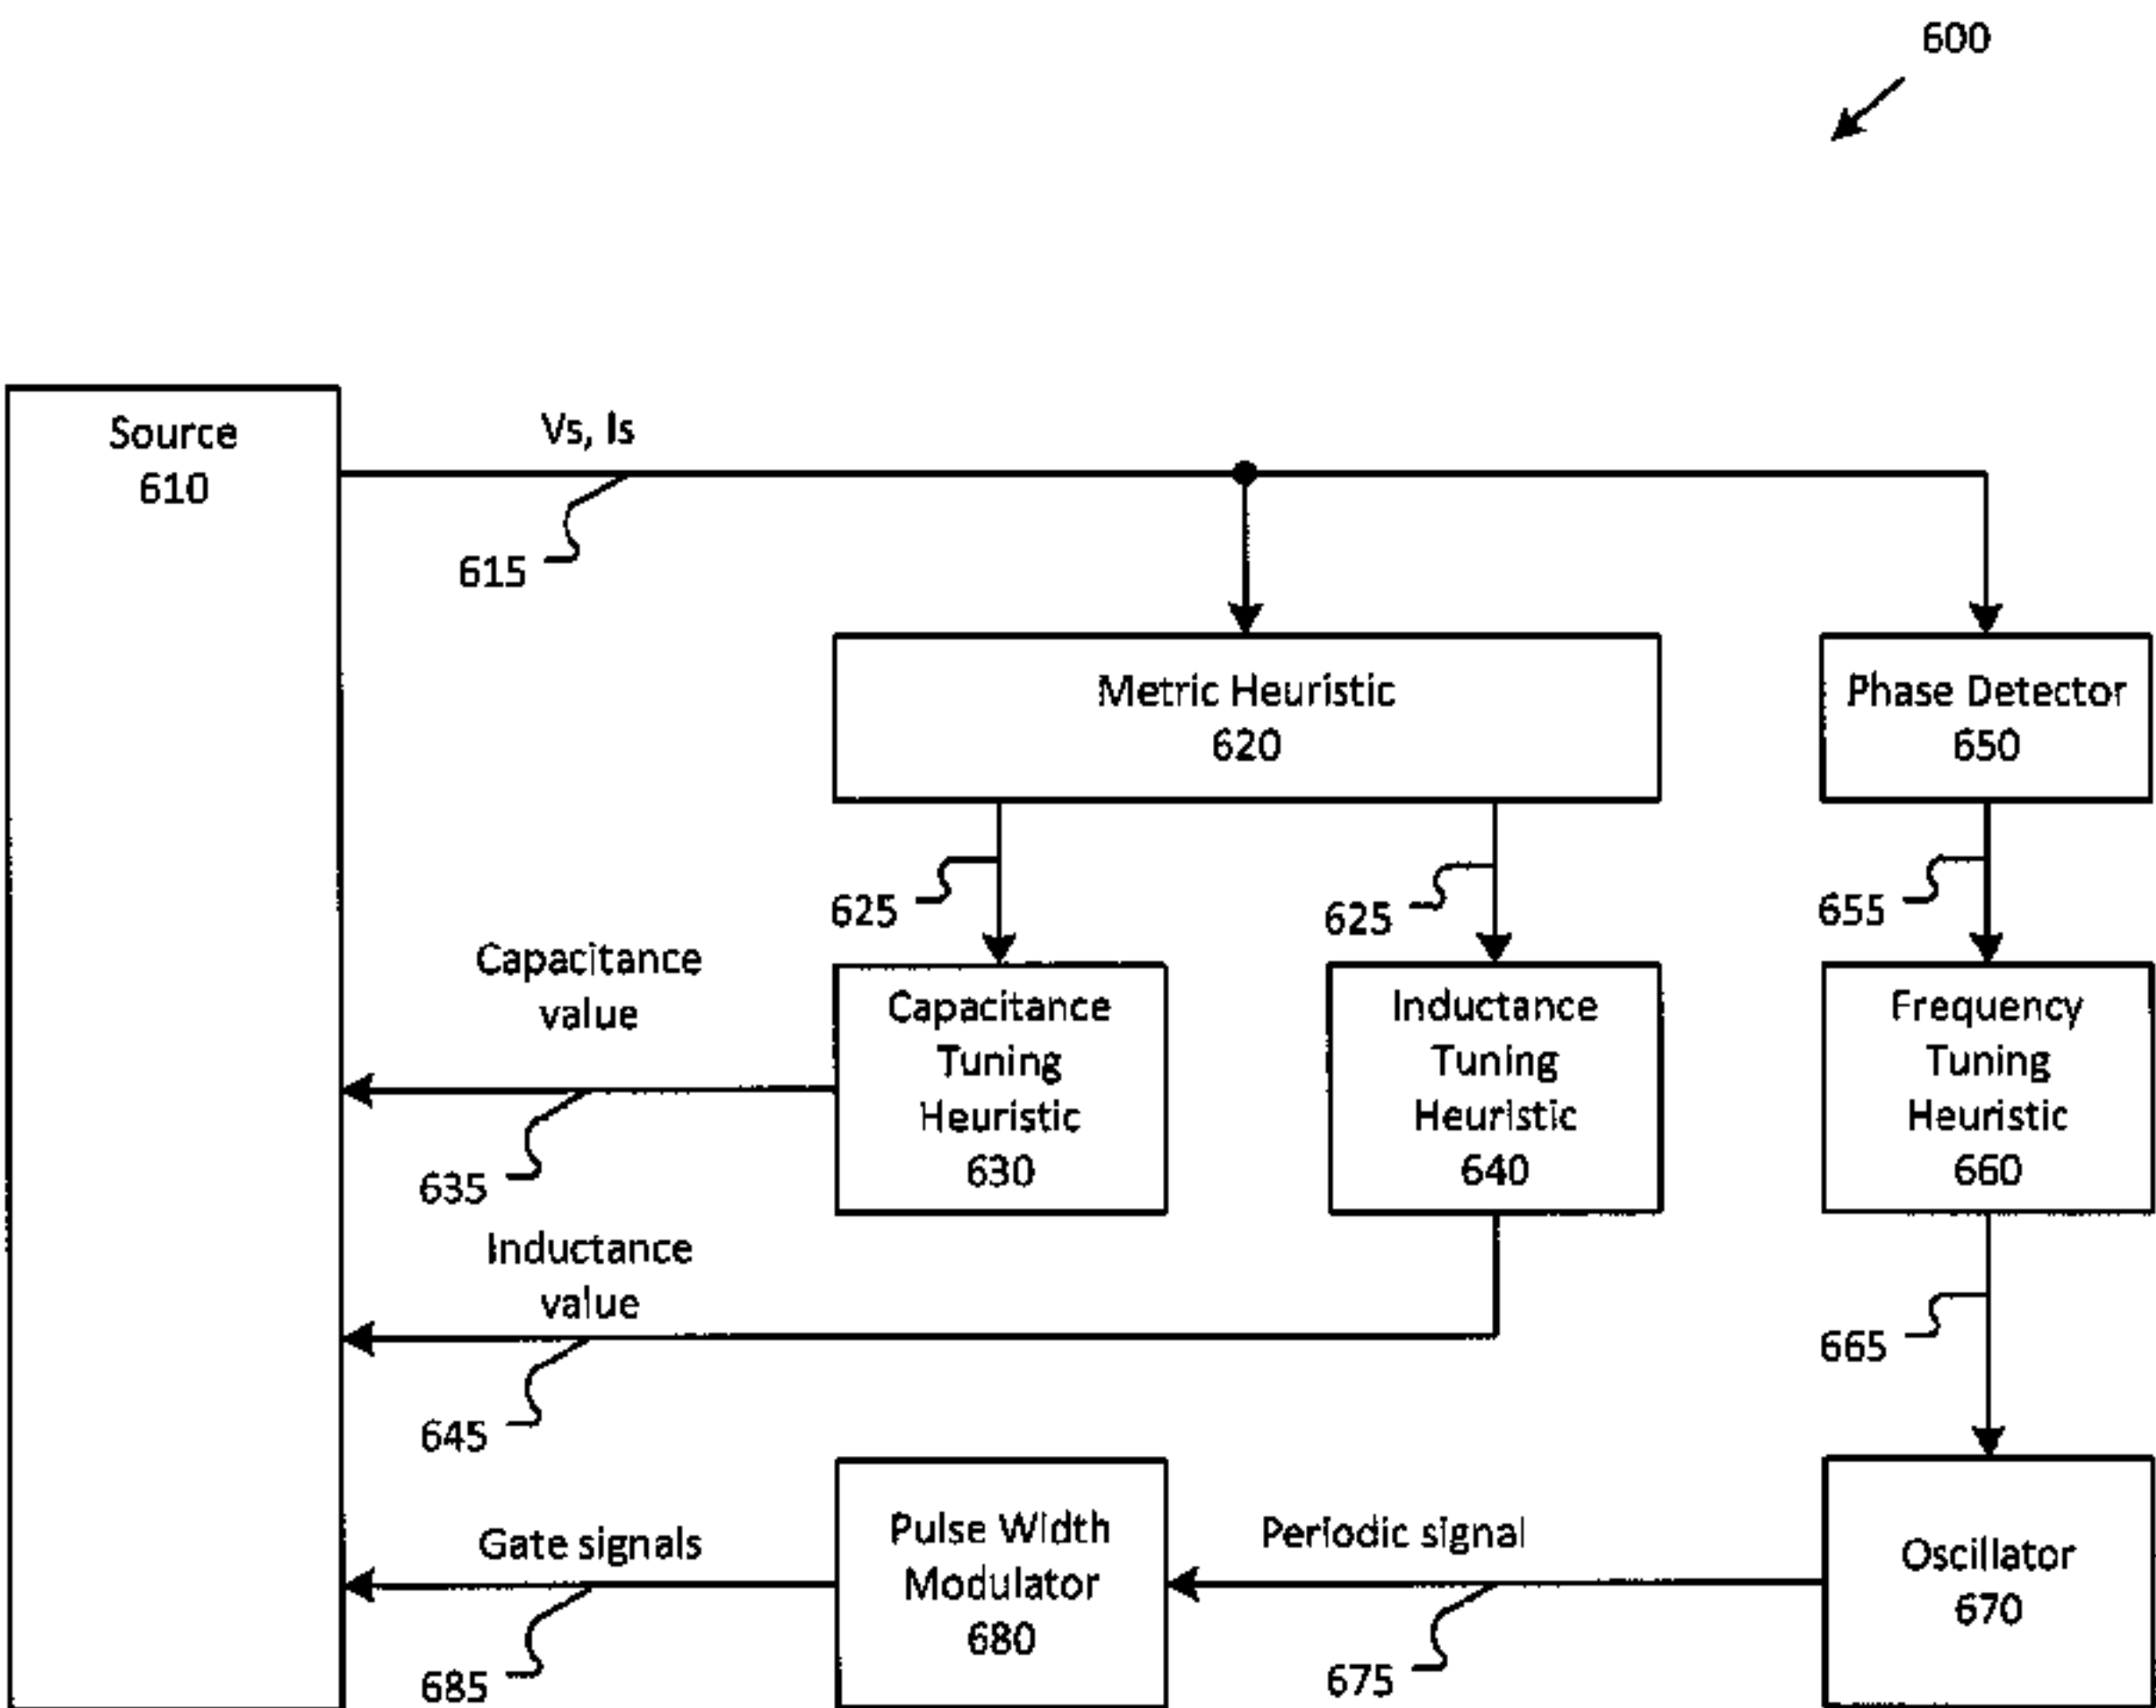 600
Source
610
Vs, Is
615
Metric Heuristic
620
Phase Detector
650
625
625
655
Capacitance
value
Capacitance
Tuning
Heuristic
630
Inductance
Tuning
Heuristic
640
Frequency
Tuning
Heuristic
660
635
Inductance
value
645
665
Gate signals
Pulse Width
Modulator
680
Periodic signal
Oscillator
670
685
675